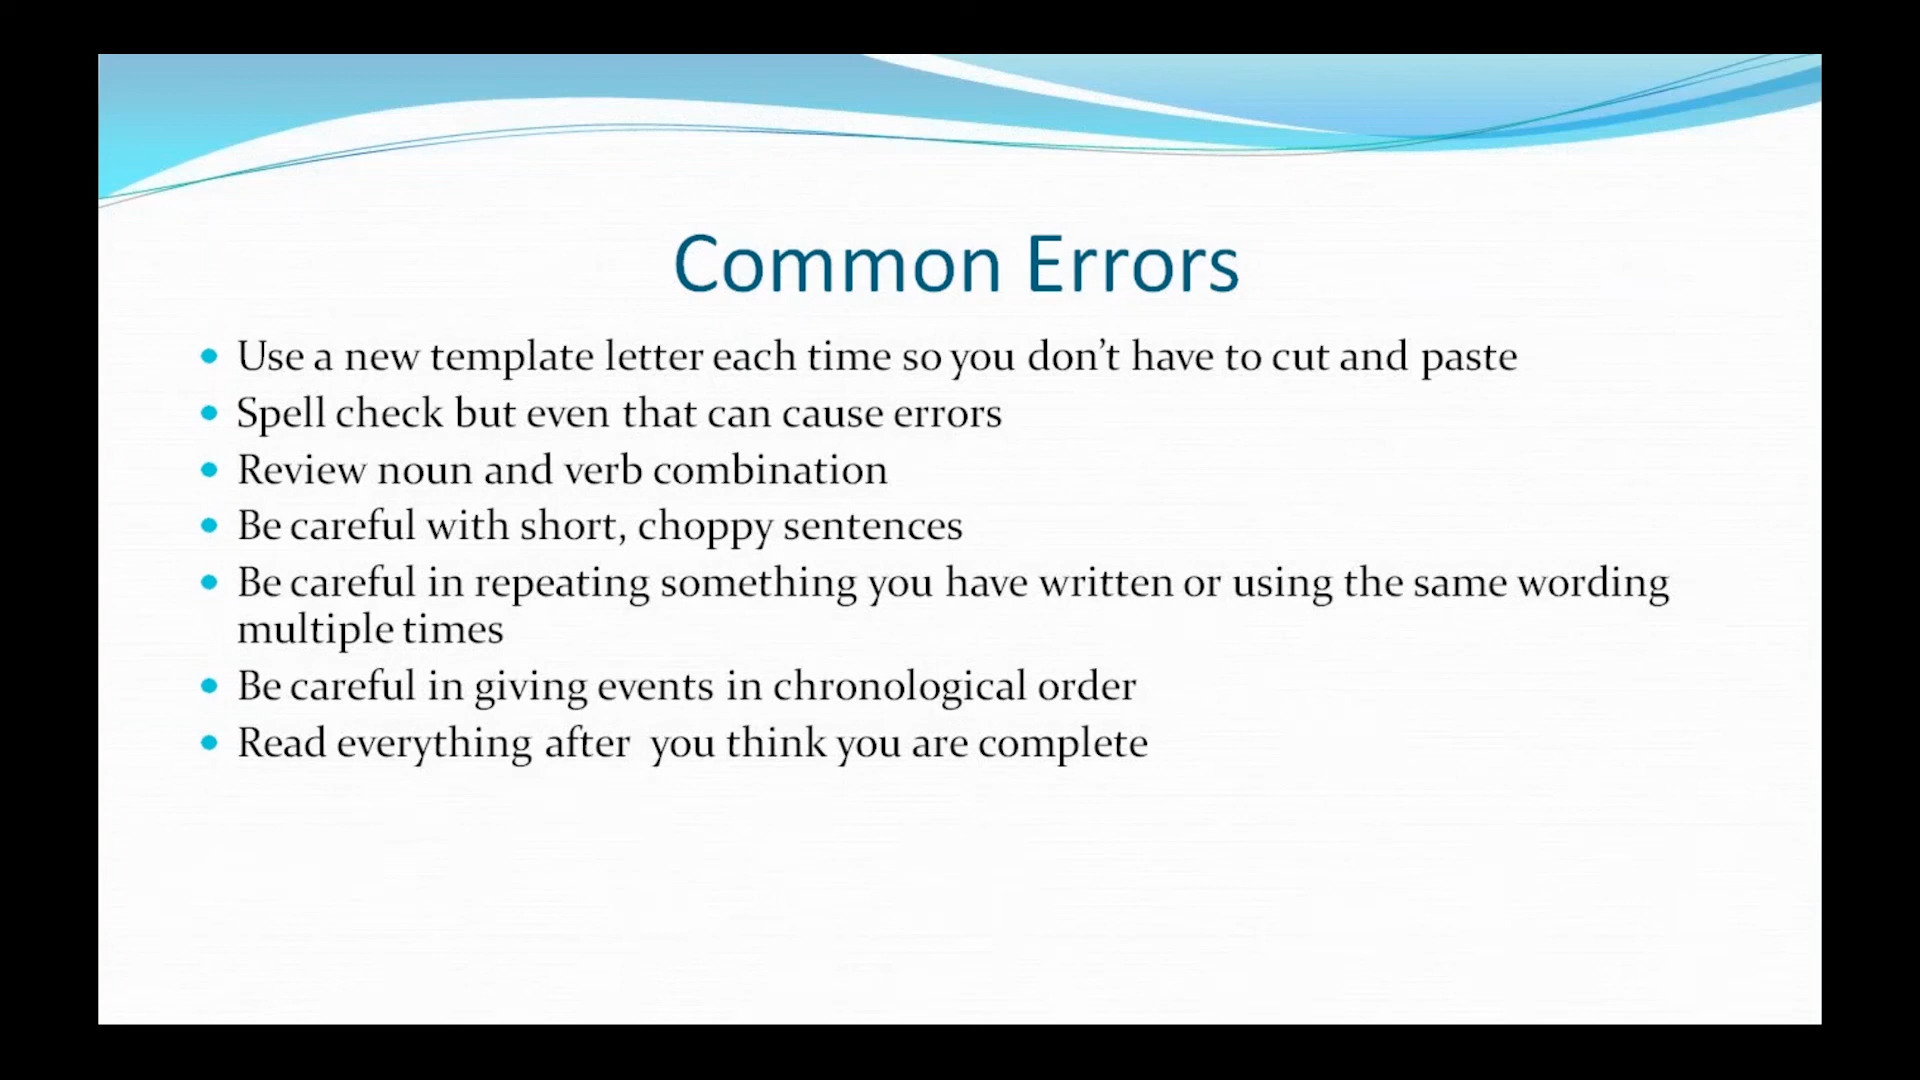 Common Errors
• Use a new template letter each time so you don’t have to cut and paste
• Spell check but even that can cause errors
• Review noun and verb combination
• Be careful with short, choppy sentences
• Be careful in repeating something you have written or using the same wording
multiple times
• Be careful in giving events in chronological order
• Read everything after  you think you are complete